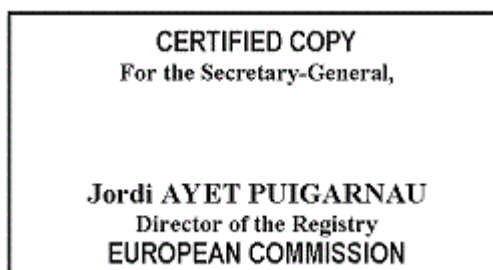 CERTIFIED COPY
For the Secretary-General,
Jordi AYET PUIGARNAU
Director of the Registry
EUROPEAN COMMISSION